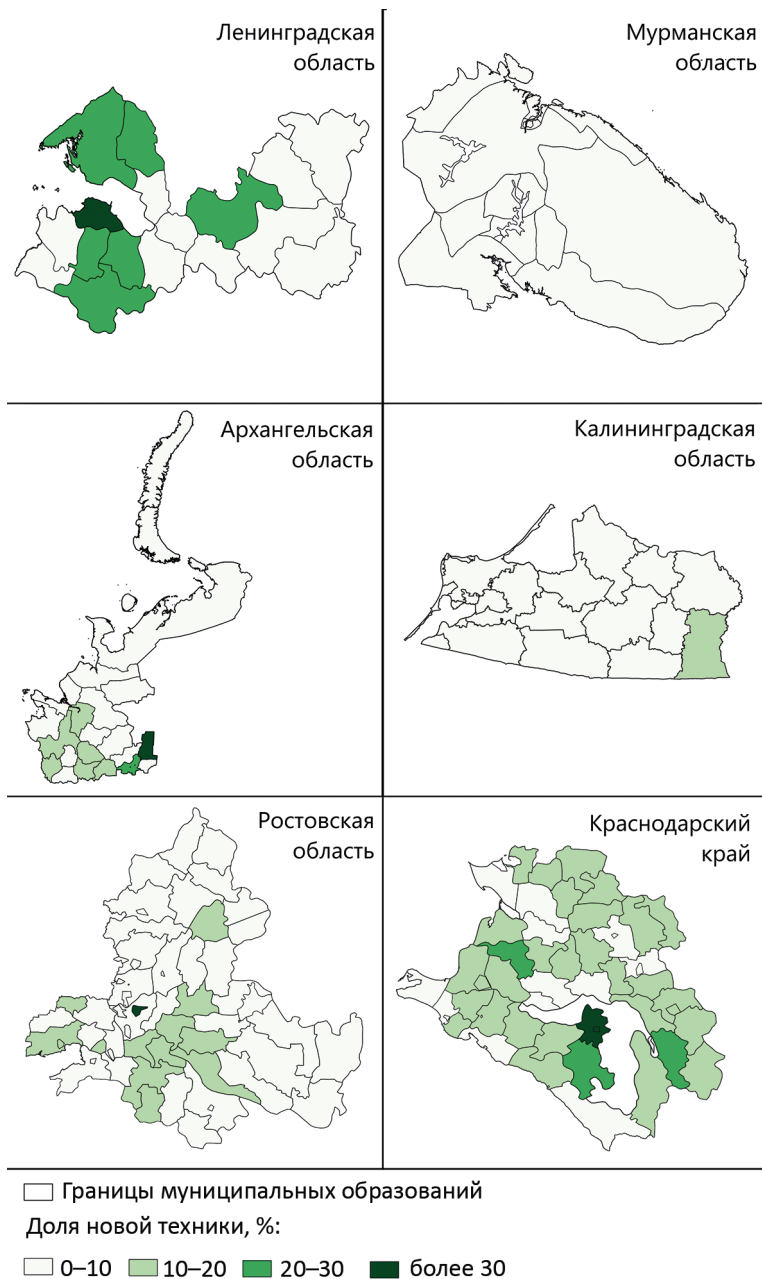 Ленинградская
область
Мурманская
область
Архангельская
область
Калининградская
область
Ростовская
область
Краснодарский
край
Границы муниципальных образований
Доля новой техники, %:
0–10 10–20 20–30 более 30